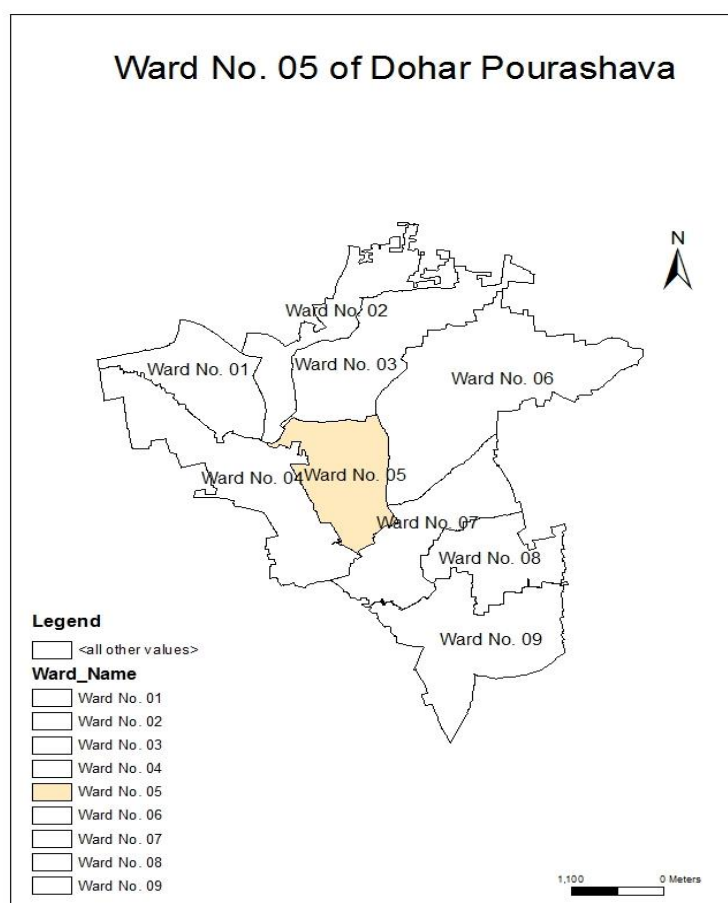 Ward No. 05 of Dohar Pourashava
N
Ward No. 02
Ward No. 03
Ward No. 01
Ward No. 06
Ward No. 04
Ward No. 05
Ward No. 07
Ward No. 08
Ward No. 09
Legend
<all other values>
Ward_Name
Ward No. 01
Ward No. 02
Ward No. 03
Ward No. 04
Ward No. 05
Ward No. 06
Ward No. 07
Ward No. 08
Ward No. 09
1,100 0 Meters